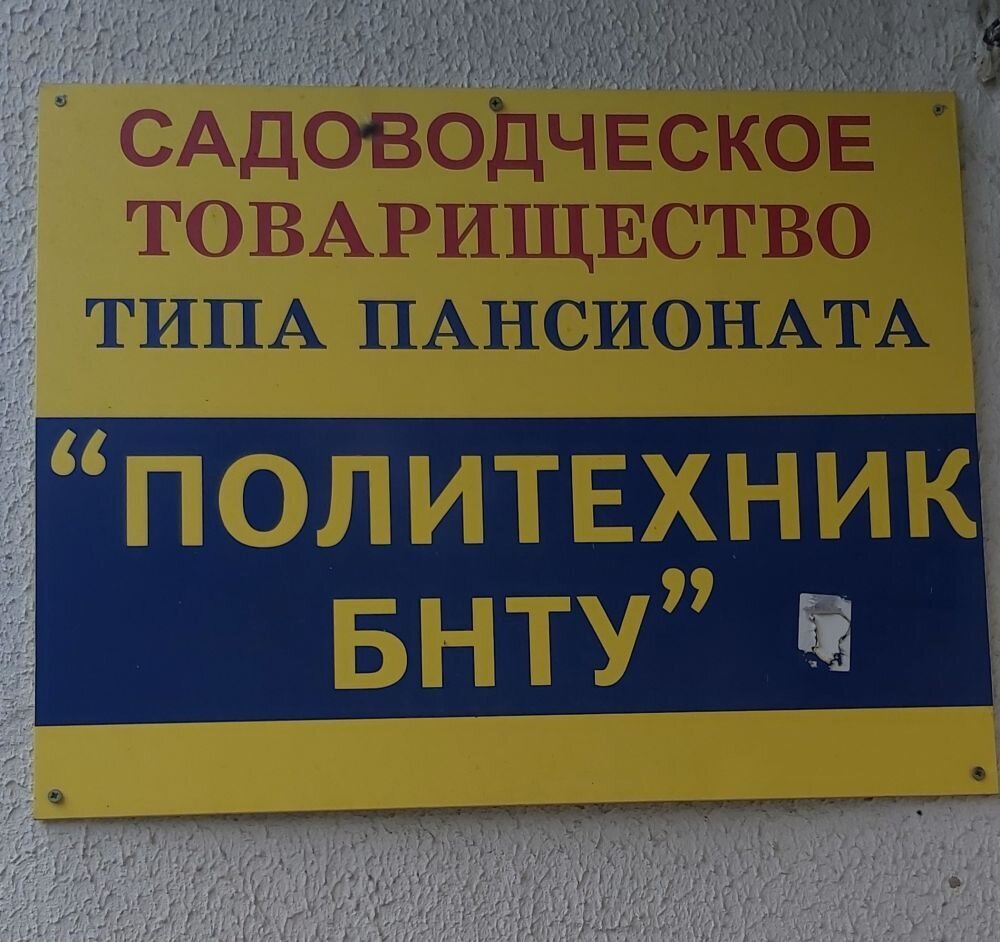 САДОВОДЧЕСКОЕ
ТОВАРИЩЕСТВО
ТИПА ПАНСИОНАТА
“ПОЛИТЕХНИК
БНТУ”